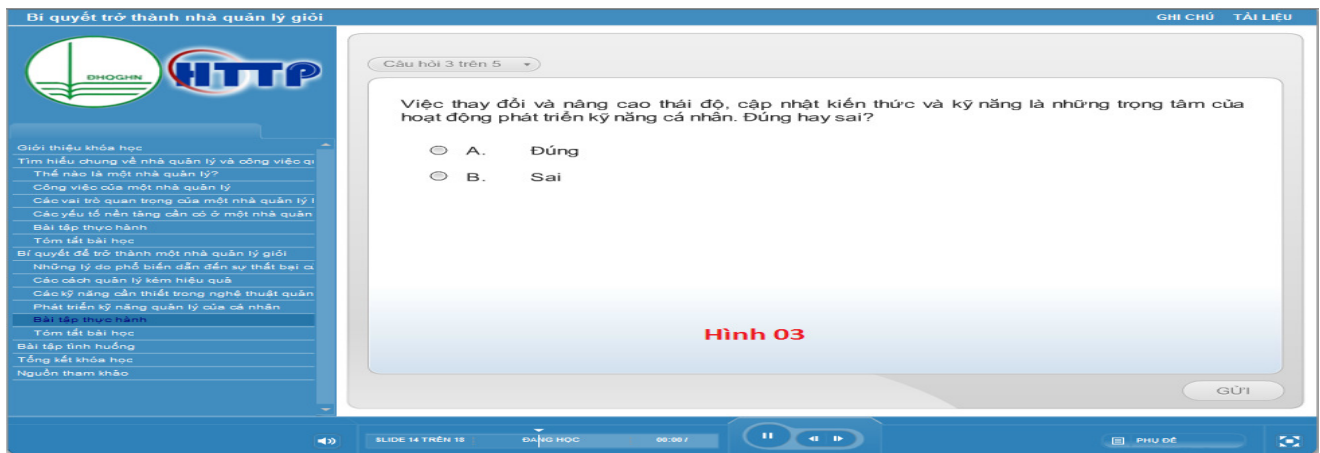 Bí quyết trở thành nhà quản lý giỏi
GHI CHÚ TÀI LIỆU
ĐHQGHN
HTTP
Giới thiệu khóa học
Tìm hiểu chung về nhà quản lý và công việc qu
Thế nào là một nhà quản lý?
Công việc của một nhà quản lý
Các vai trò quan trọng của một nhà quản lý l
Các yếu tố nền tảng cần có ở một nhà quản
Bài tập thực hành
Tóm tắt bài học
Bí quyết để trở thành một nhà quản lý giỏi
Những lý do phổ biến dẫn đến sự thất bại củ
Các cách quản lý kém hiệu quả
Các kỹ năng cần thiết trong nghệ thuật quản
Phát triển kỹ năng quản lý của cá nhân
Bài tập thực hành
Tóm tắt bài học
Bài tập tình huống
Tổng kết khóa học
Nguồn tham khảo
Câu hỏi 3 trên 5
Việc thay đổi và nâng cao thái độ, cập nhật kiến thức và kỹ năng là những trọng tâm của
hoạt động phát triển kỹ năng cá nhân. Đúng hay sai?
A. Đúng
B. Sai
Hình 03
GỬI
SLIDE 14 TRÊN 18 ĐANG HỌC 00:00 /
PHỤ ĐỀ